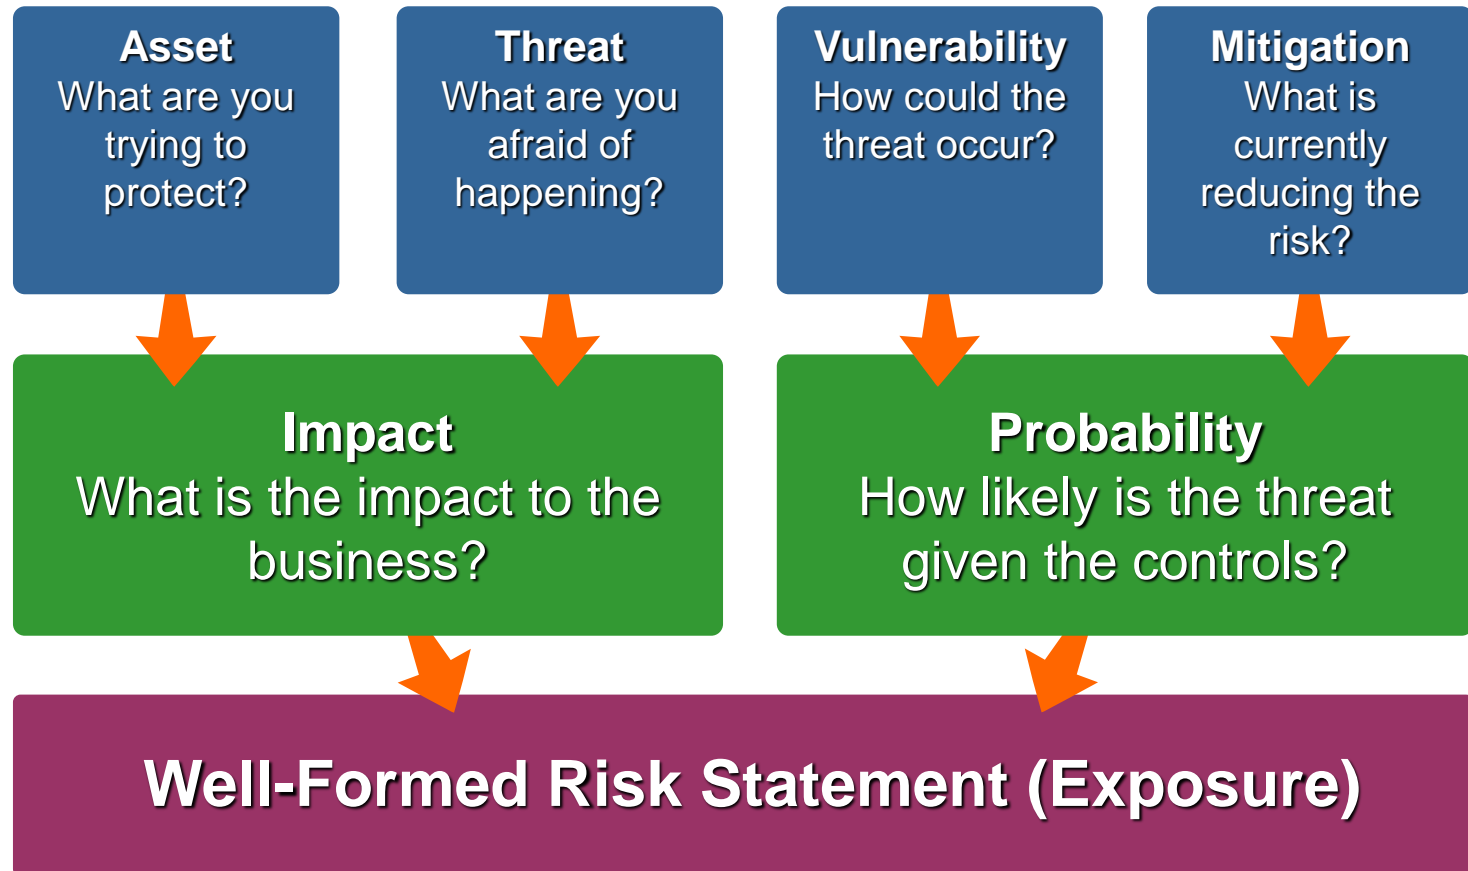 Asset
What are you
trying to
protect?
Threat
What are you
afraid of
happening?
Vulnerability
How could the
threat occur?
Mitigation
What is
currently
reducing the
risk?
Impact
What is the impact to the
business?
Probability
How likely is the threat
given the controls?
Well-Formed Risk Statement (Exposure)